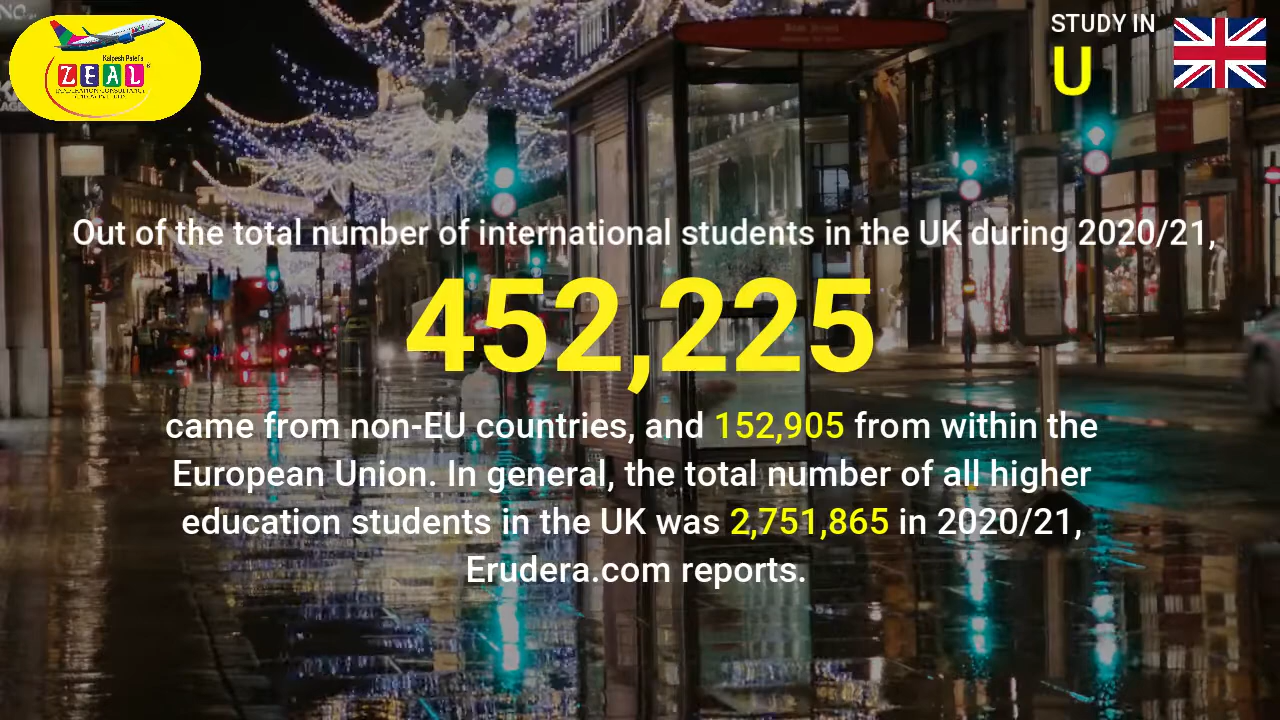 STUDY IN
U
Kalpesh Patel's
ZEAL
Out of the total number of international students in the UK during 2020/21,
452,225
came from non-EU countries, and 152,905 from within the
European Union. In general, the total number of all higher
education students in the UK was 2,751,865 in 2020/21,
Erudera.com reports.